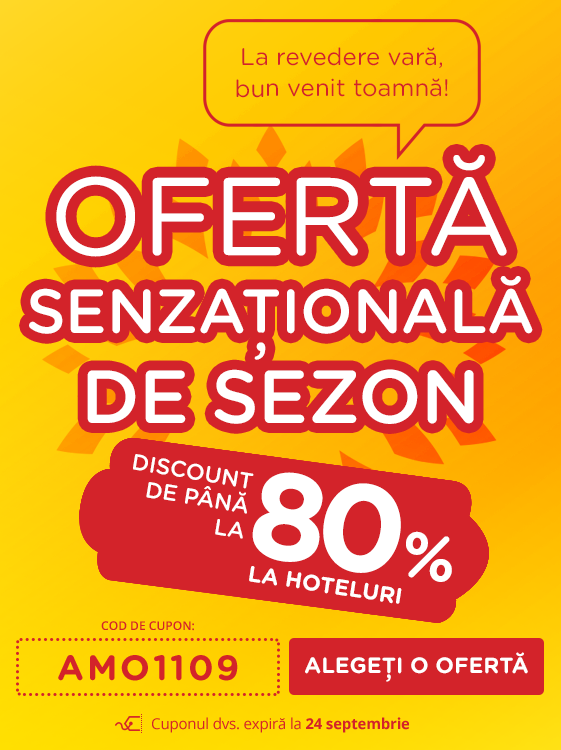 La revedere vară,
bun venit toamnă!
OFERTĂ
SENZAȚIONALĂ
DE SEZON
DISCOUNT
DE PÂNĂ
LA
80%
LA HOTELURI
COD DE CUPON:
AMO1109
ALEGEȚI O OFERTĂ
Cuponul dvs. expiră la 24 septembrie